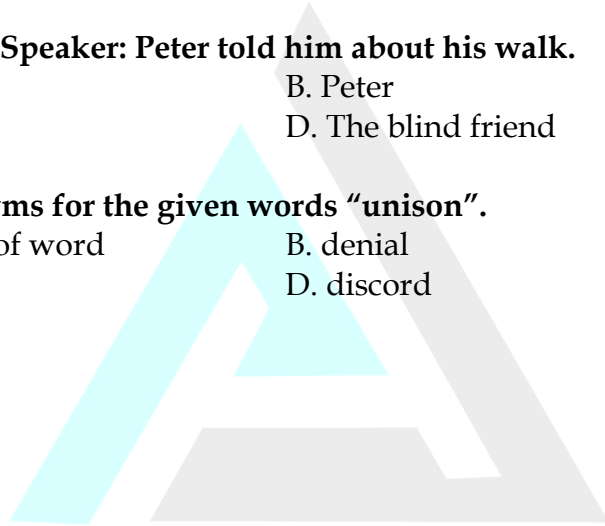 Speaker: Peter told him about his walk.
B. Peter
D. The blind friend
yms for the given words “unison”.
of word B. denial
D. discord